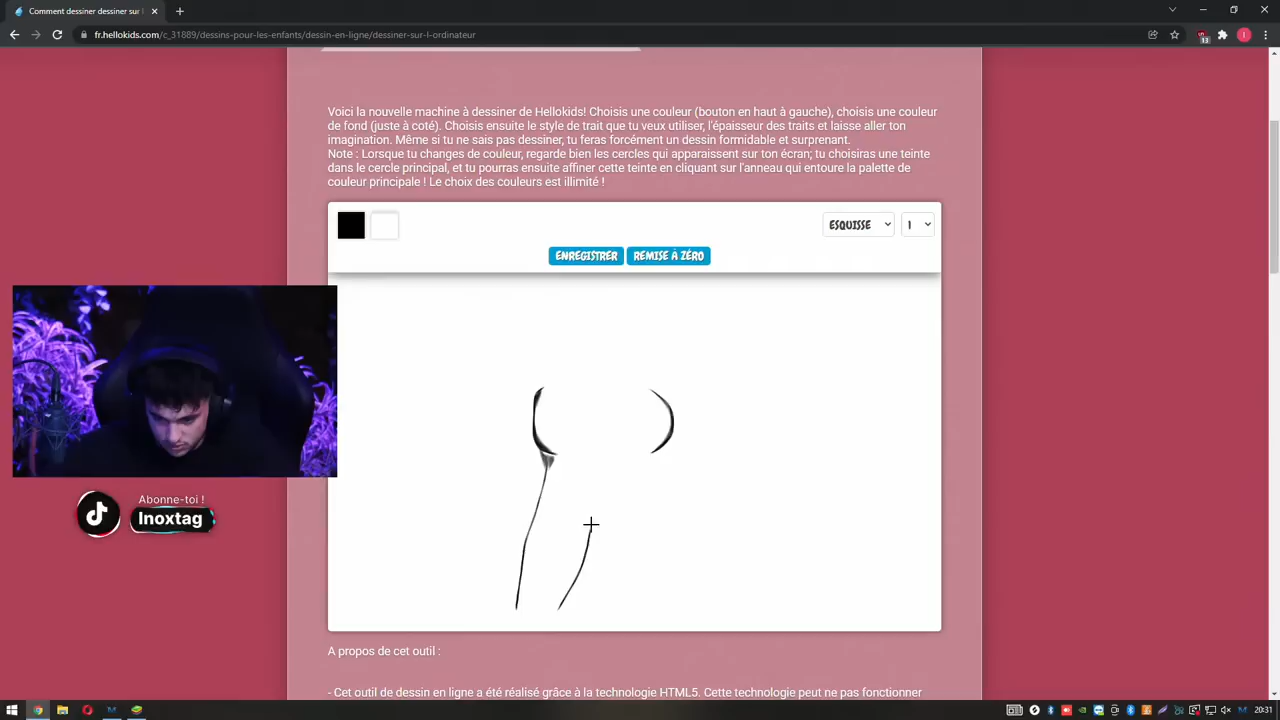 Comment dessiner dessiner sur l
fr.hellokids.com/c_31889/dessins-pour-les-enfants/dessin-en-ligne/dessiner-sur-l-ordinateur
13
I
Voici la nouvelle machine à dessiner de Hellokids! Choisis une couleur (bouton en haut à gauche), choisis une couleur
de fond (juste à coté). Choisis ensuite le style de trait que tu veux utiliser, l'épaisseur des traits et laisse aller ton
imagination. Même si tu ne sais pas dessiner, tu feras forcément un dessin formidable et surprenant.
Note : Lorsque tu changes de couleur, regarde bien les cercles qui apparaissent sur ton écran; tu choisiras une teinte
dans le cercle principal, et tu pourras ensuite affiner cette teinte en cliquant sur l'anneau qui entoure la palette de
couleur principale ! Le choix des couleurs est illimité !
ESQUISSE
1
ENREGISTRER
REMISE À ZÉRO
Abonne-toi !
Inoxtag
A propos de cet outil :
- Cet outil de dessin en ligne a été réalisé grâce à la technologie HTML5. Cette technologie peut ne pas fonctionner
20:31